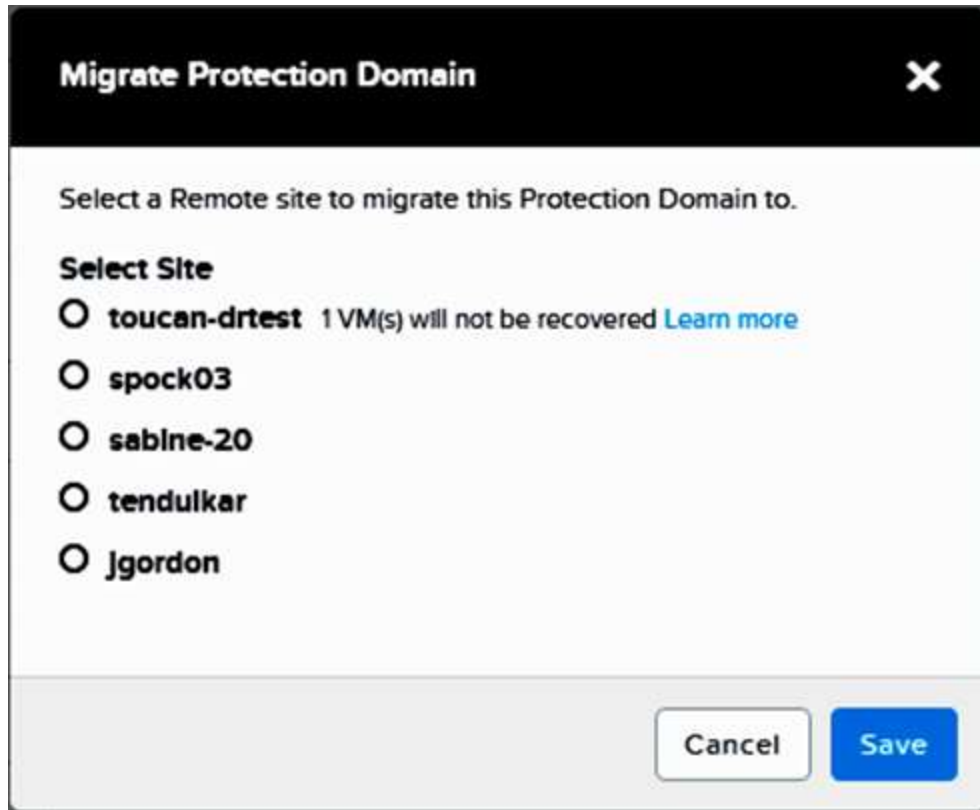 Migrate Protection Domain
Select a Remote site to migrate this Protection Domain to.
Select Site
toucan-drtest 1 VM(s) will not be recovered Learn more
spock03
sabine-20
tendulkar
jgordon
Cancel Save